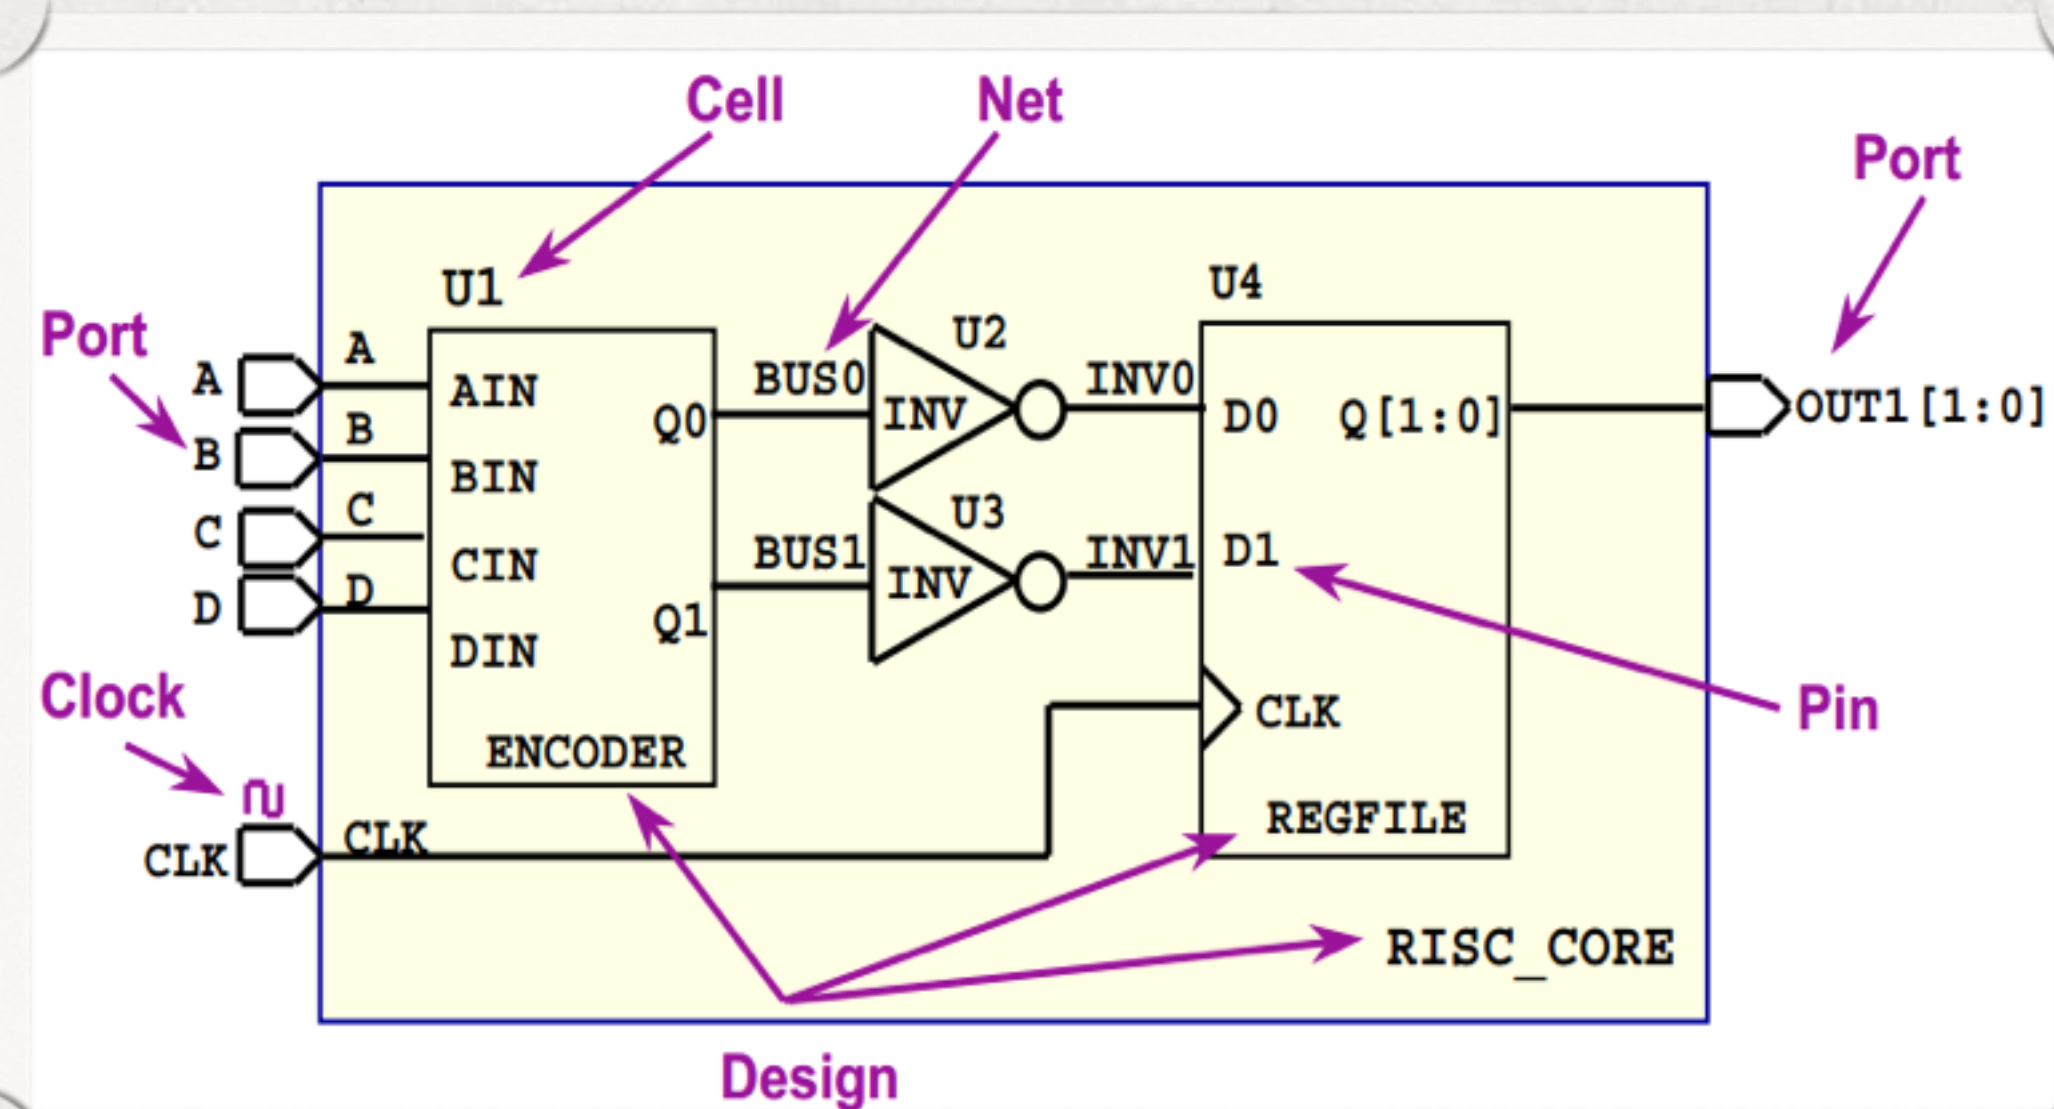 Cell
Net
Port
U1
U4
Port
U2
A
A
AIN
BUS0
INV
INV0
D0
Q[1:0]
OUT1[1:0]
Q0
B
B
BIN
U3
C
C
CIN
BUS1
INV
INV1
D1
D
D
DIN
Q1
Clock
Pin
CLK
ENCODER
REGFILE
CLK
CLK
RISC_CORE
Design